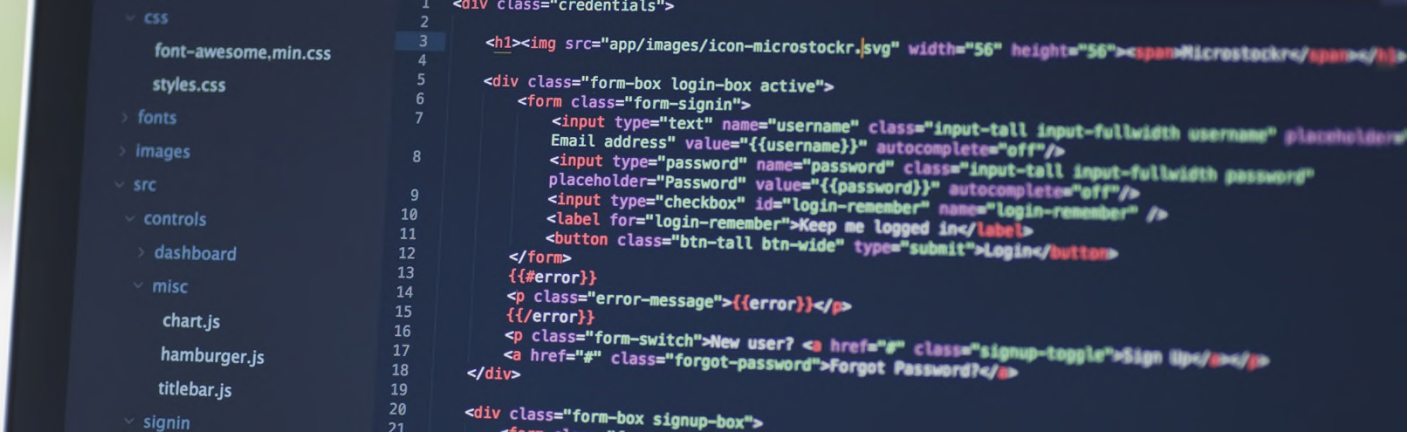 css
font-awesome.min.css
styles.css
fonts
images
src
controls
dashboard
misc
chart.js
hamburger.js
titlebar.js
signin
1 <div class="credentials">
2
3 <h1><img src="app/images/icon-microstockr.svg" width="56" height="56"><span>Microstockr</span></h1>
4
5 <div class="form-box login-box active">
6 <form class="form-signin">
7 <input type="text" name="username" class="input-tall input-fullwidth username" placeholder=
Email address" value="{{username}}" autocomplete="off"/>
8 <input type="password" name="password" class="input-tall input-fullwidth password"
placeholder="Password" value="{{password}}" autocomplete="off"/>
9 <input type="checkbox" id="login-remember" name="login-remember" />
10 <label for="login-remember">Keep me logged in</label>
11 <button class="btn-tall btn-wide" type="submit">Login</button>
12 </form>
13 {{#error}}
14 <p class="error-message">{{error}}</p>
15 {{/error}}
16 <p class="form-switch">New user? <a href="#" class="signup-toggle">Sign Up</a></p>
17 <a href="#" class="forgot-password">Forgot Password?</a>
18 </div>
19
20 <div class="form-box signup-box">
21